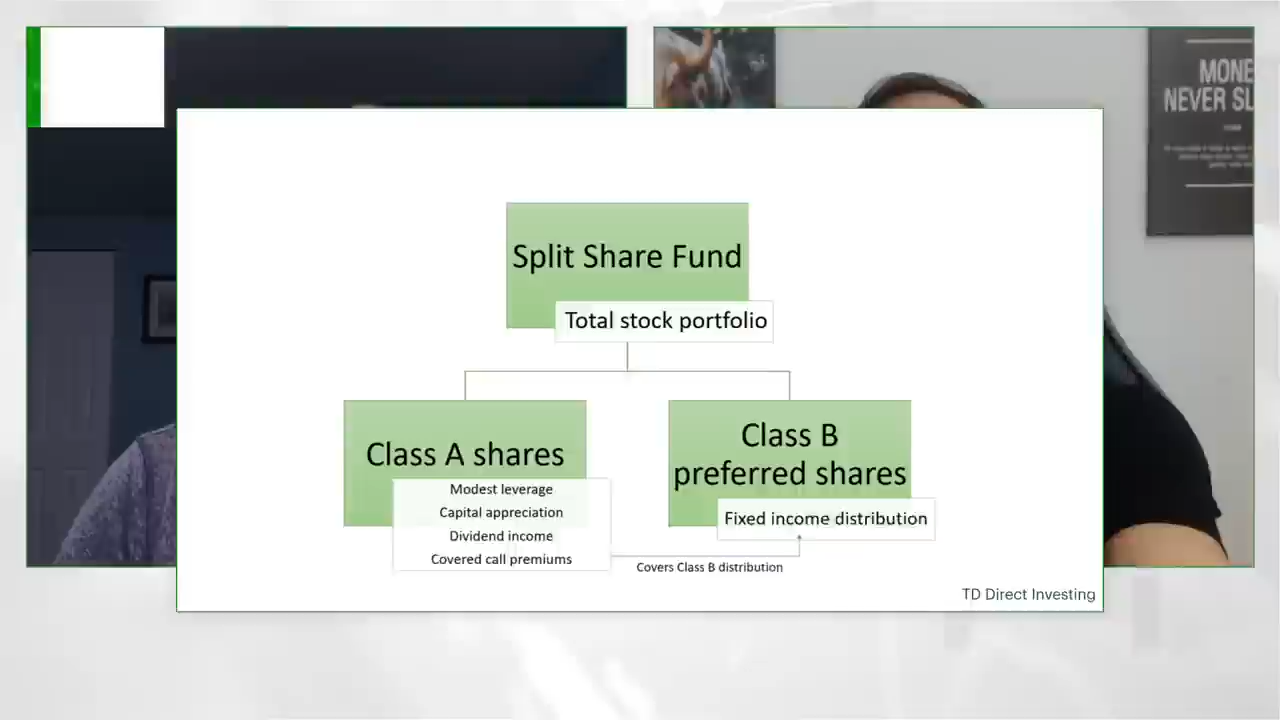 MONE
NEVER SL
Split Share Fund
Total stock portfolio
Class A shares
Modest leverage
Capital appreciation
Dividend income
Covered call premiums
Class B
preferred shares
Fixed income distribution
Covers Class B distribution
TD Direct Investing